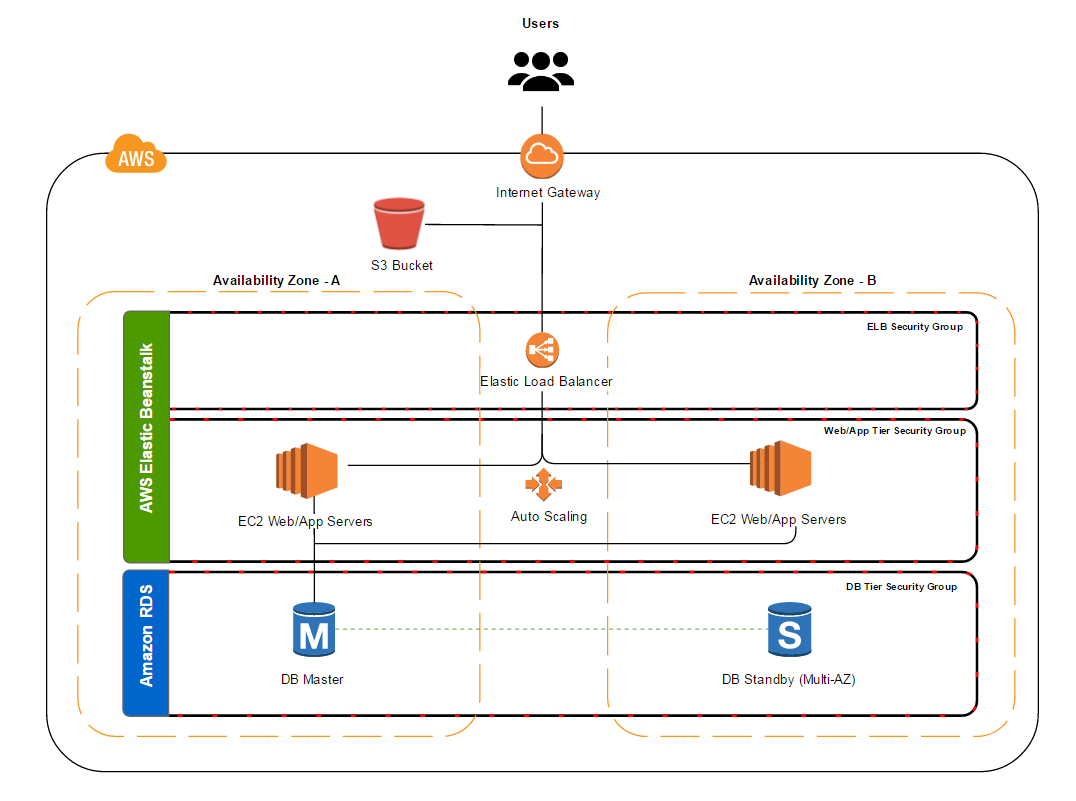 Users
AWS
Internet Gateway
S3 Bucket
Availability Zone - A
Availability Zone - B
AWS Elastic Beanstalk
ELB Security Group
Elastic Load Balancer
Web/App Tier Security Group
EC2 Web/App Servers
Auto Scaling
EC2 Web/App Servers
Amazon RDS
DB Tier Security Group
M
S
DB Master
DB Standby (Multi-AZ)